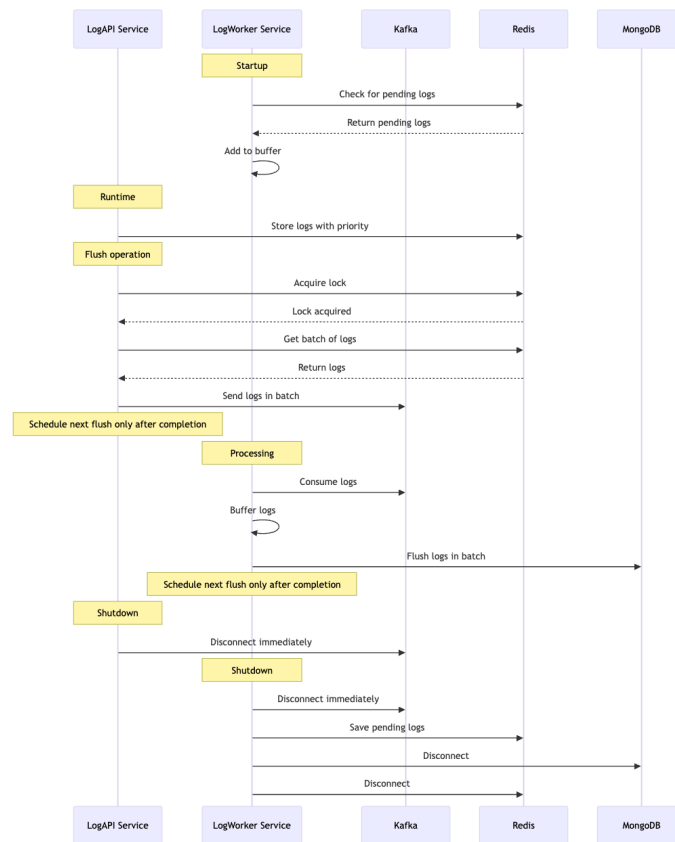 LogAPI Service
LogWorker Service
Kafka
Redis
MongoDB
Startup
Check for pending logs
Return pending logs
Add to buffer
Runtime
Store logs with priority
Flush operation
Acquire lock
Lock acquired
Get batch of logs
Return logs
Send logs in batch
Schedule next flush only after completion
Processing
Consume logs
Buffer logs
Flush logs in batch
Schedule next flush only after completion
Shutdown
Disconnect immediately
Shutdown
Disconnect immediately
Save pending logs
Disconnect
Disconnect
LogAPI Service
LogWorker Service
Kafka
Redis
MongoDB